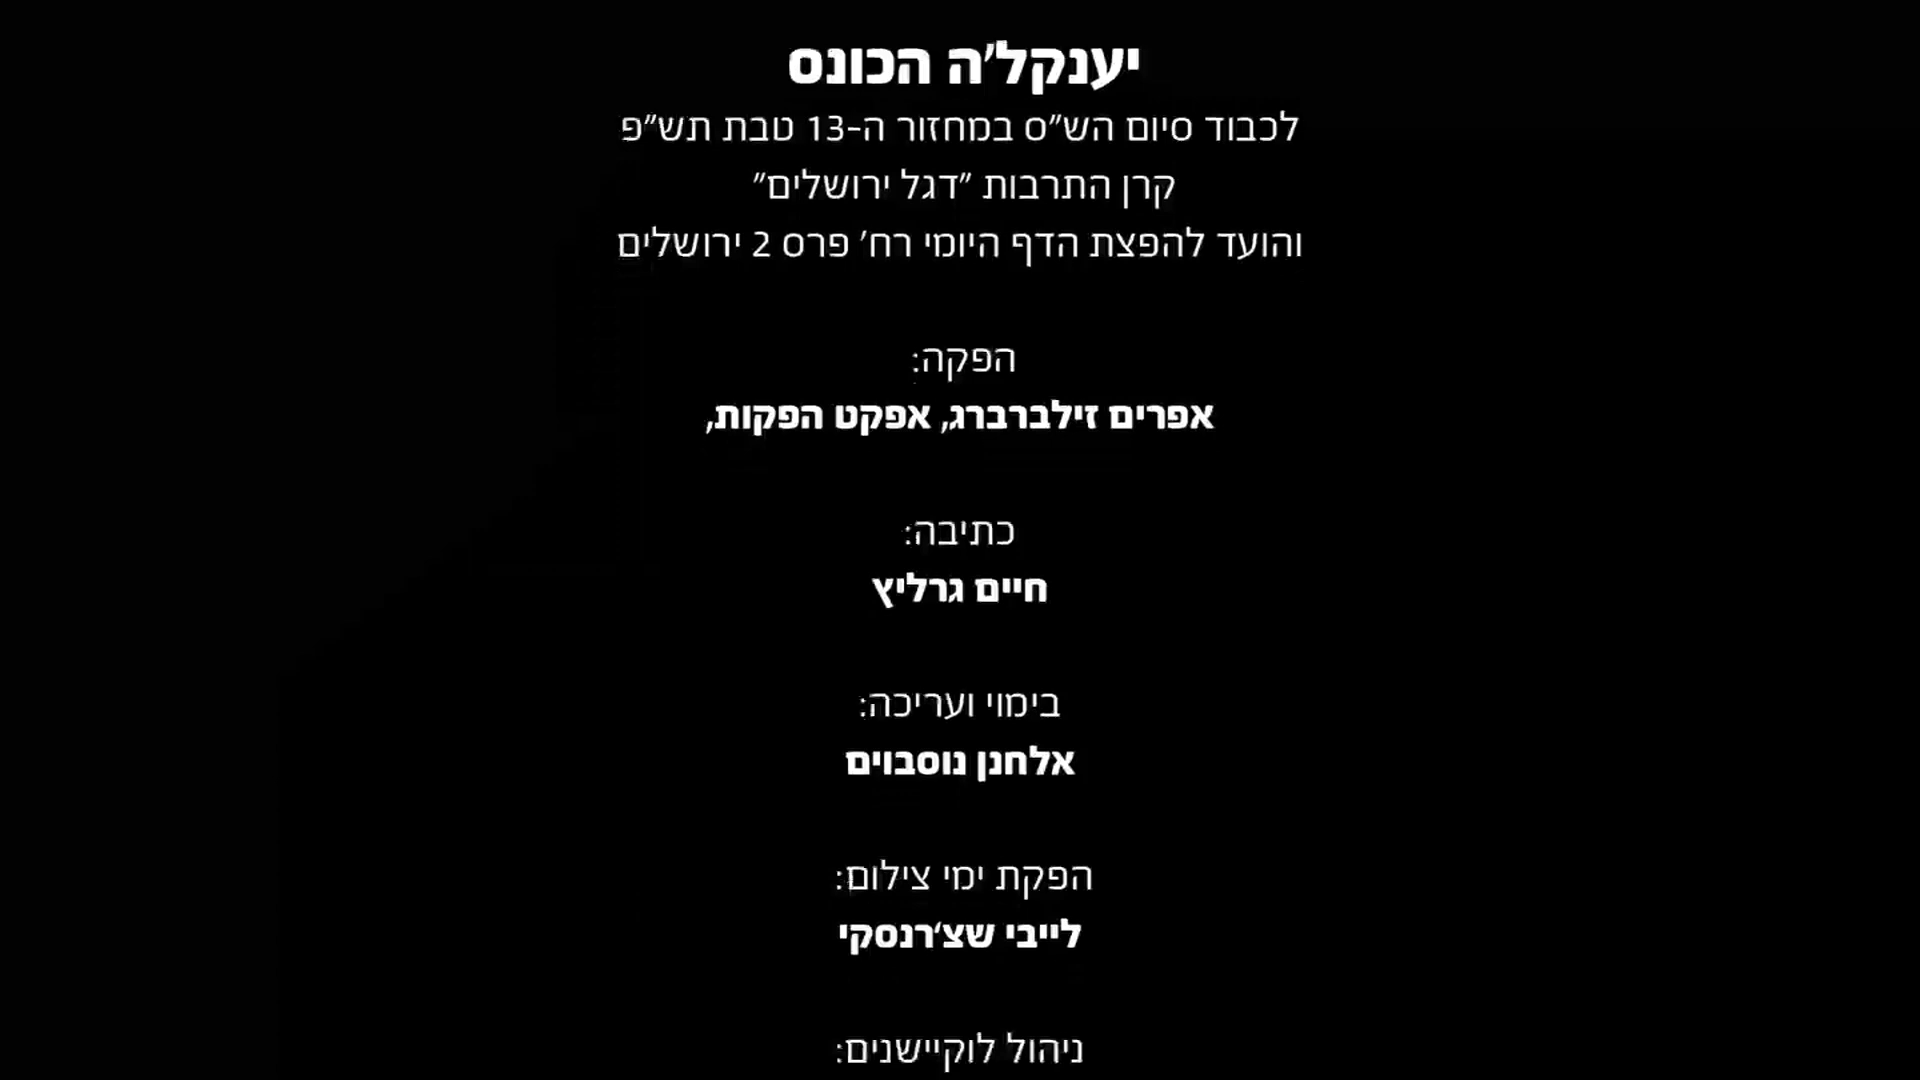 יענקל׳ה הכונס
לכבוד סיום הש״ס במחזור ה-13 טבת תש״פ
קרן התרבות ״דגל ירושלים״
והועד להפצת הדף היומי רח׳ פרס 2 ירושלים
הפקה:
אפרים זילברברג, אפקט הפקות,
כתיבה:
חיים גרליץ
בימוי ועריכה:
אלחנן נוסבוים
הפקת ימי צילום:
לייבי שצ׳רנסקי
ניהול לוקיישנים: